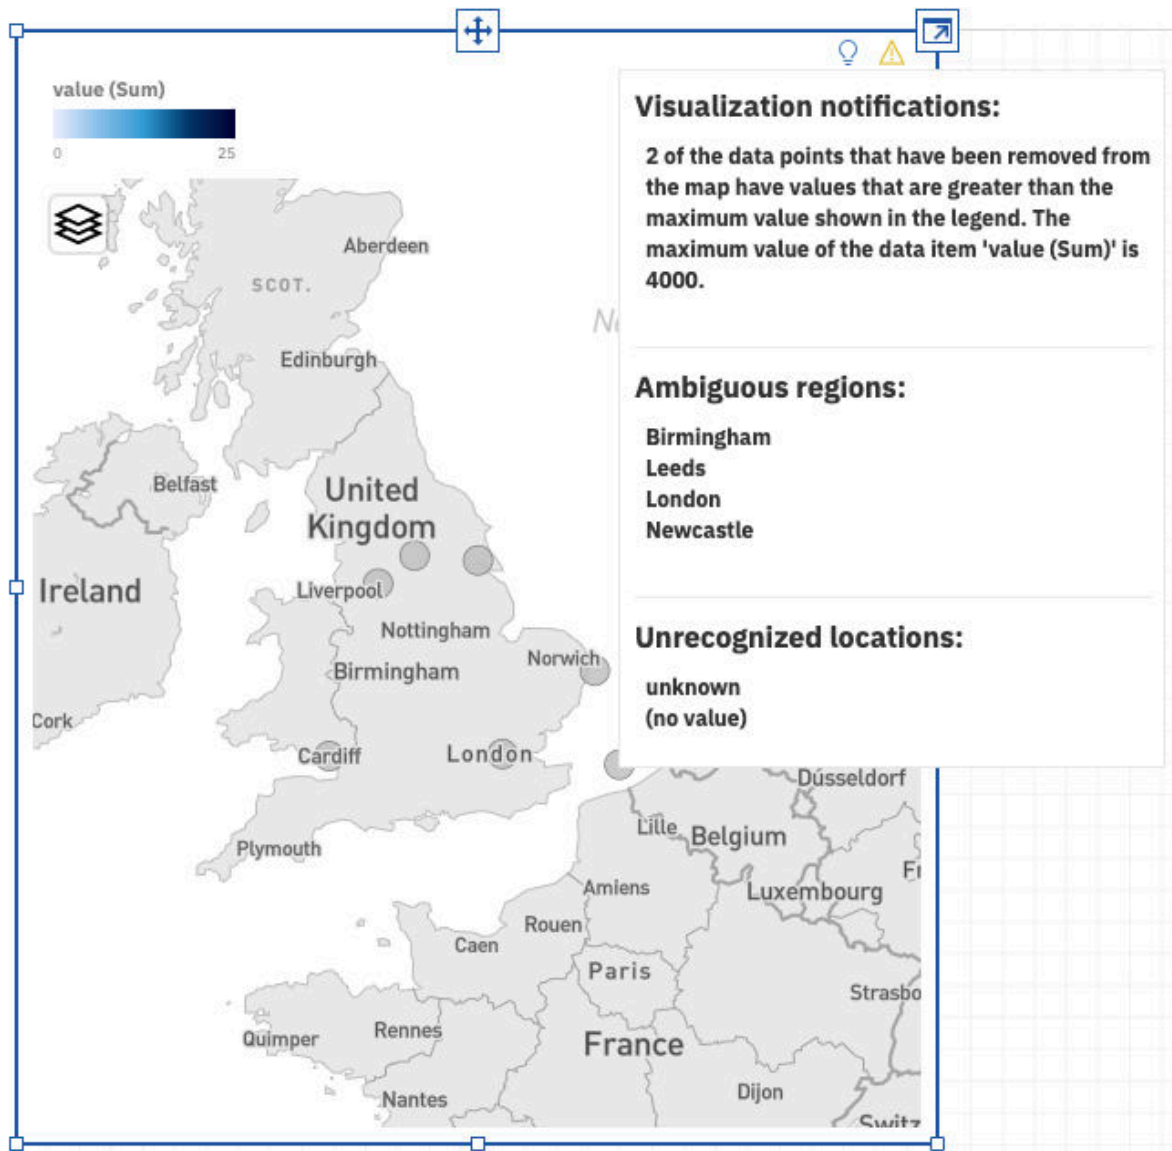 value (Sum)
0
25
Visualization notifications:
2 of the data points that have been removed from
the map have values that are greater than the
maximum value shown in the legend. The
maximum value of the data item 'value (Sum)' is
4000.
Ambiguous regions:
Birmingham
Leeds
London
Newcastle
Unrecognized locations:
unknown
(no value)
Aberdeen
SCOT.
Edinburgh
Belfast
United
Kingdom
Ireland
Liverpool
Nottingham
Norwich
Birmingham
Cork
Cardiff
London
Düsseldorf
Plymouth
Lille
Belgium
Luxembourg
Amiens
Rouen
Caen
Paris
Strasbo
Quimper
Rennes
France
Nantes
Dijon
Switz